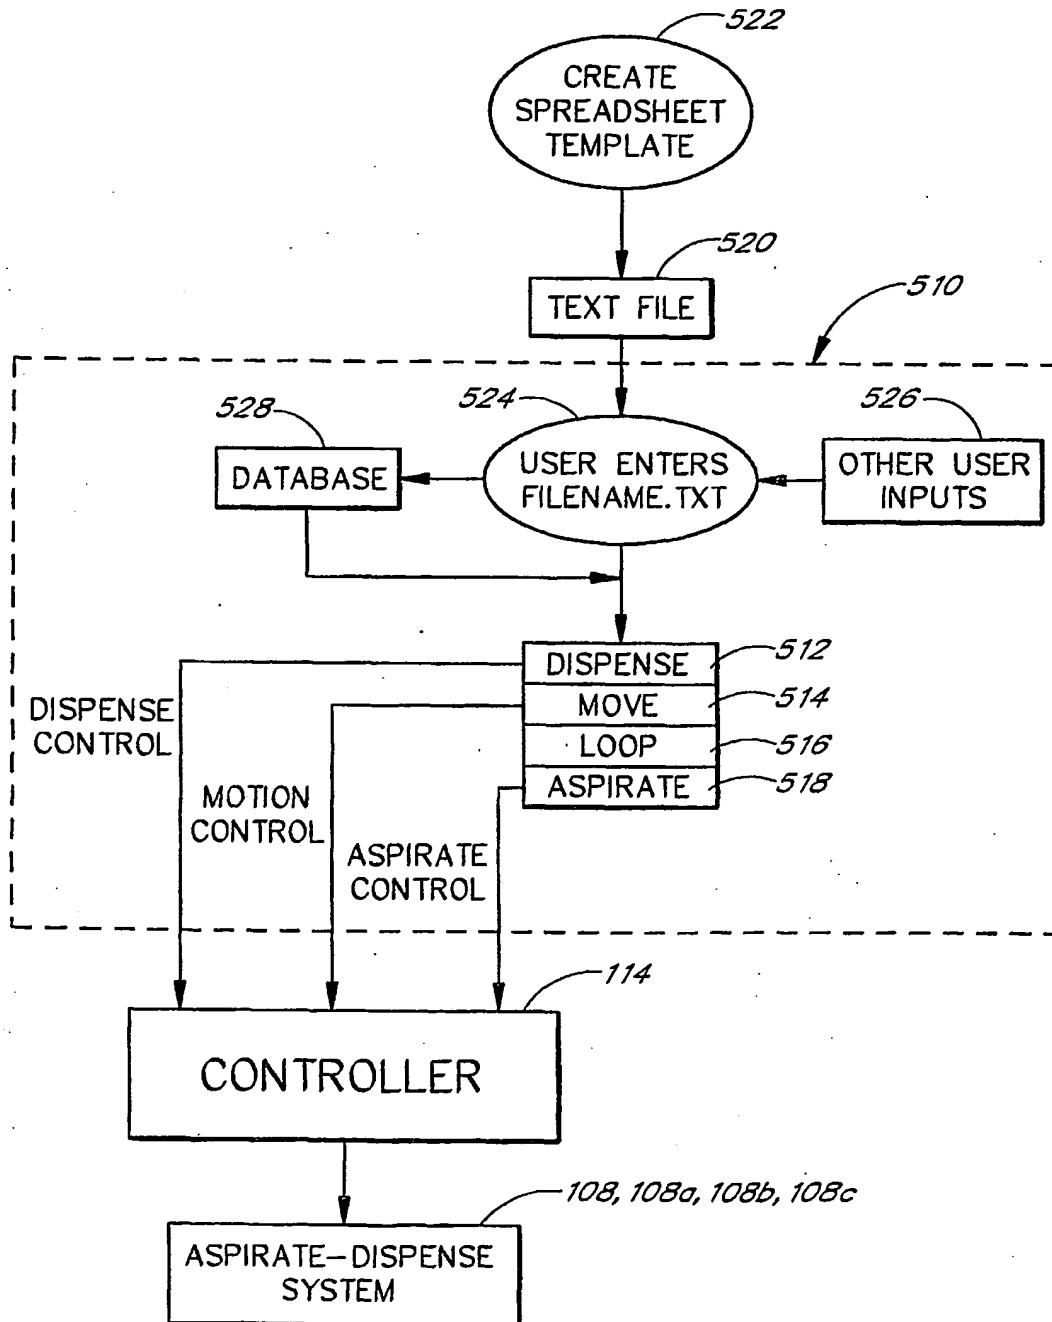 522
CREATE
SPREADSHEET
TEMPLATE
520
TEXT FILE
510
528
524
526
DATABASE
USER ENTERS
FILENAME.TXT
OTHER USER
INPUTS
DISPENSE
512
MOVE
514
LOOP
516
ASPIRATE
518
DISPENSE
CONTROL
MOTION
CONTROL
ASPIRATE
CONTROL
114
CONTROLLER
108, 108a, 108b, 108c
ASPIRATE–DISPENSE
SYSTEM